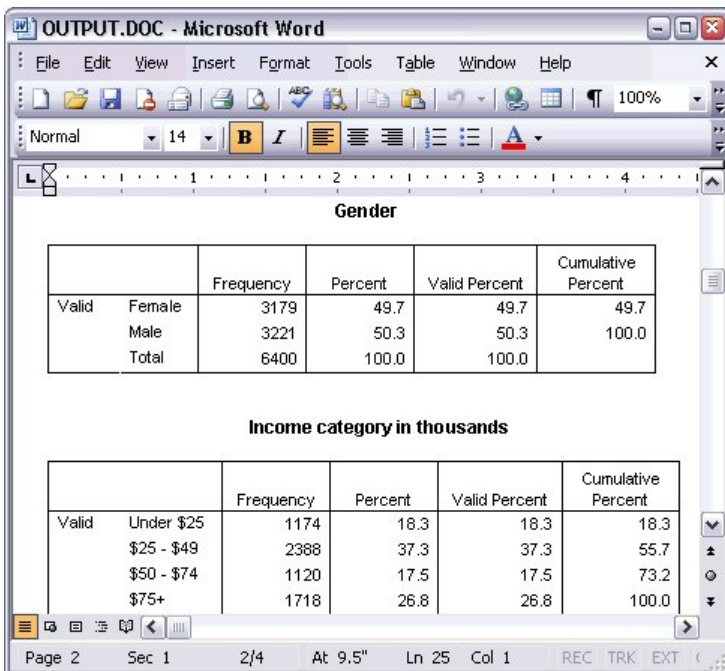 OUTPUT.DOC - Microsoft Word
File Edit View Insert Format Tools Table Window Help
ABC 100%
Normal 14 B I A
1 2 3 4
Gender
Frequency Percent Valid Percent Cumulative Percent
Valid Female 3179 49.7 49.7 49.7
Male 3221 50.3 50.3 100.0
Total 6400 100.0 100.0
Income category in thousands
Frequency Percent Valid Percent Cumulative Percent
Valid Under $25 1174 18.3 18.3 18.3
$25 - $49 2388 37.3 37.3 55.7
$50 - $74 1120 17.5 17.5 73.2
$75+ 1718 26.8 26.8 100.0
Page 2 Sec 1 2/4 At 9.5" Ln 25 Col 1 REC TRK EXT